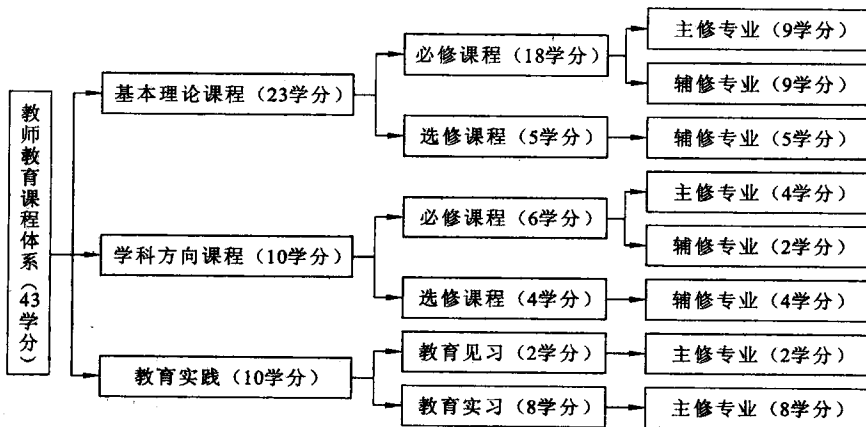 教师教育课程体系（43学分）
基本理论课程（23学分）
必修课程（18学分）
主修专业（9学分）
辅修专业（9学分）
选修课程（5学分）
辅修专业（5学分）
学科方向课程（10学分）
必修课程（6学分）
主修专业（4学分）
辅修专业（2学分）
选修课程（4学分）
辅修专业（4学分）
教育实践（10学分）
教育见习（2学分）
主修专业（2学分）
教育实习（8学分）
主修专业（8学分）